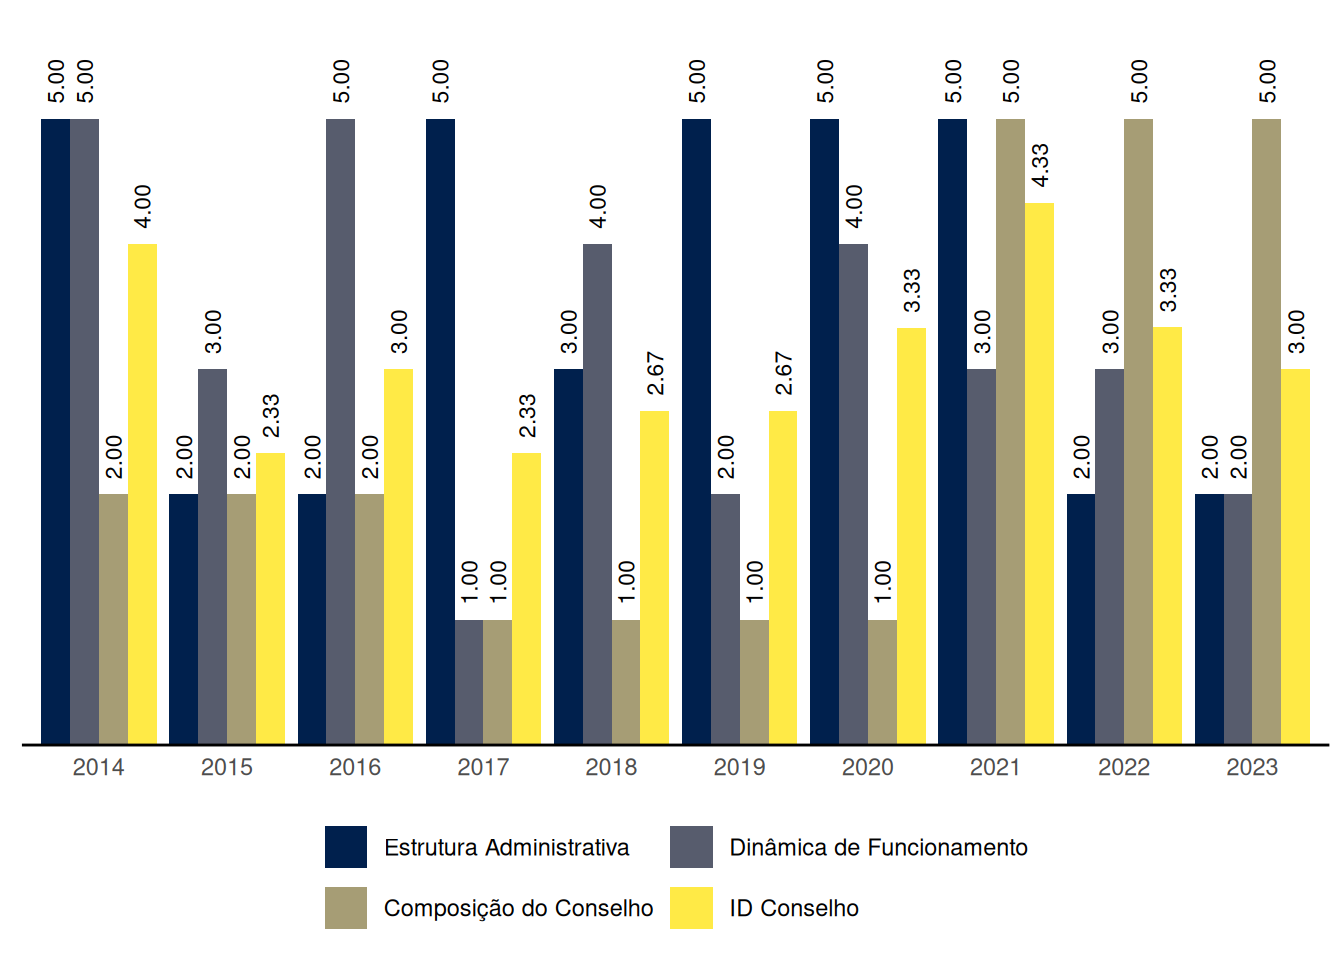 5.00 5.00 2.00 4.00 2.00 3.00 2.00 2.33 2.00 5.00 2.00 3.00 5.00 1.00 1.00 2.33 3.00 4.00 1.00 2.67 5.00 2.00 1.00 2.67 5.00 4.00 1.00 3.33 5.00 3.00 5.00 4.33 2.00 3.00 5.00 3.33 2.00 2.00 5.00 3.00
2014 2015 2016 2017 2018 2019 2020 2021 2022 2023
Estrutura Administrativa Dinâmica de Funcionamento
Composição do Conselho ID Conselho